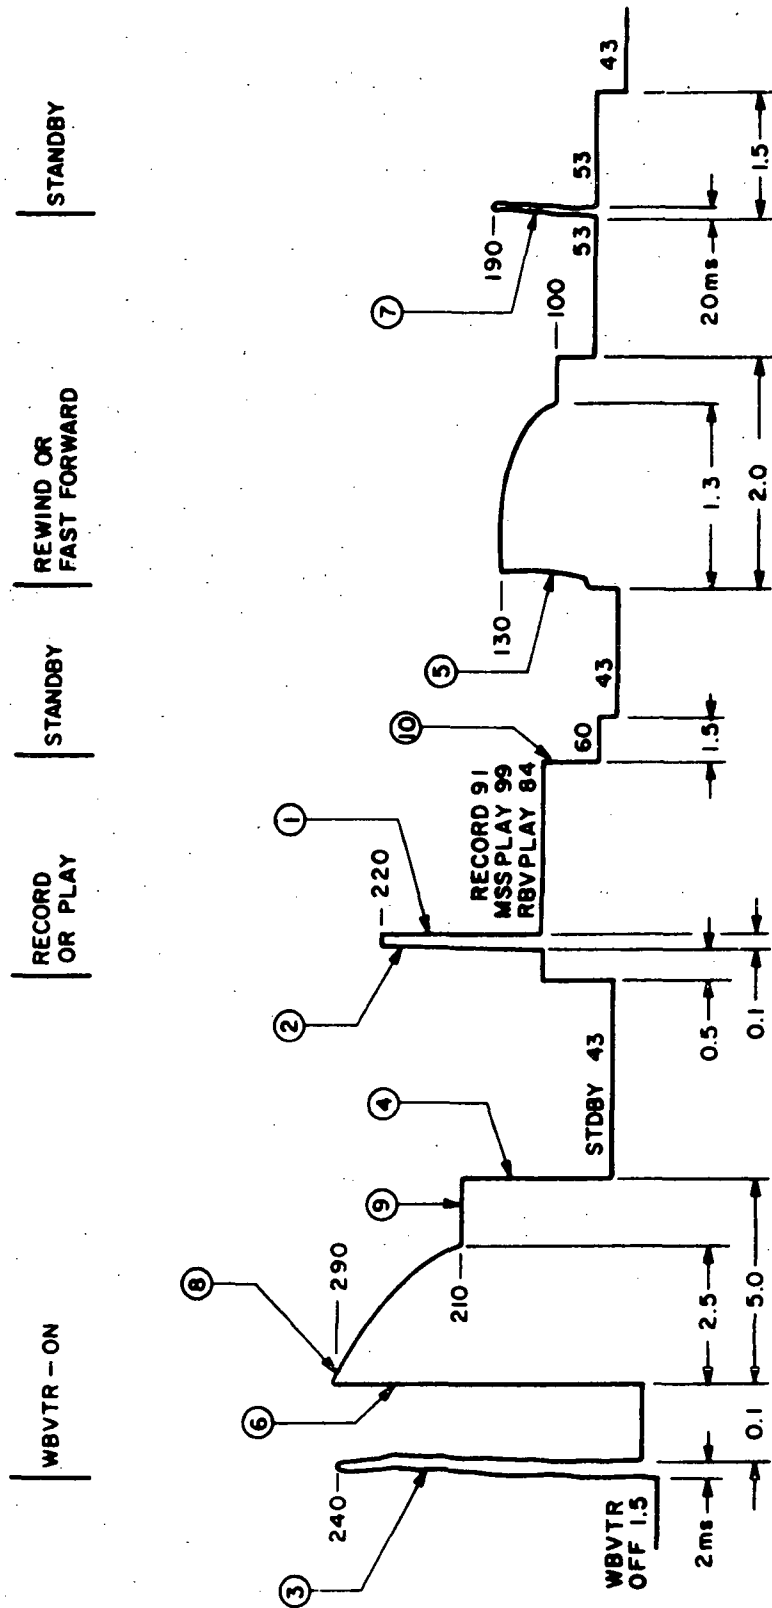 WBVTR – ON
RECORD
OR PLAY
STANDBY
REWIND OR
FAST FORWARD
STANDBY
3
240
6
8
290
9
210
4
2
1
220
10
5
130
100
7
190
WBVTR
OFF 1.5
STDBY 43
RECORD 91
MSSPLAY 99
RBVPLAY 84
60
43
53
53
43
2ms
0.1
2.5
5.0
0.5
0.1
1.5
1.3
2.0
20ms
1.5